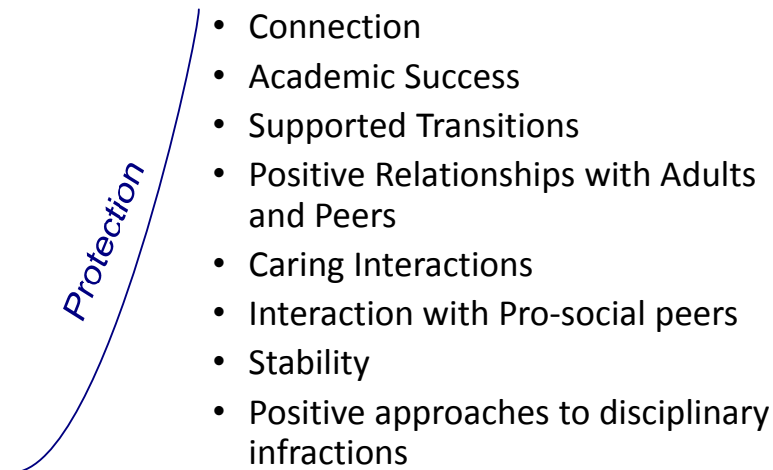 Protection
• Connection
• Academic Success
• Supported Transitions
• Positive Relationships with Adults
and Peers
• Caring Interactions
• Interaction with Pro-social peers
• Stability
• Positive approaches to disciplinary
infractions